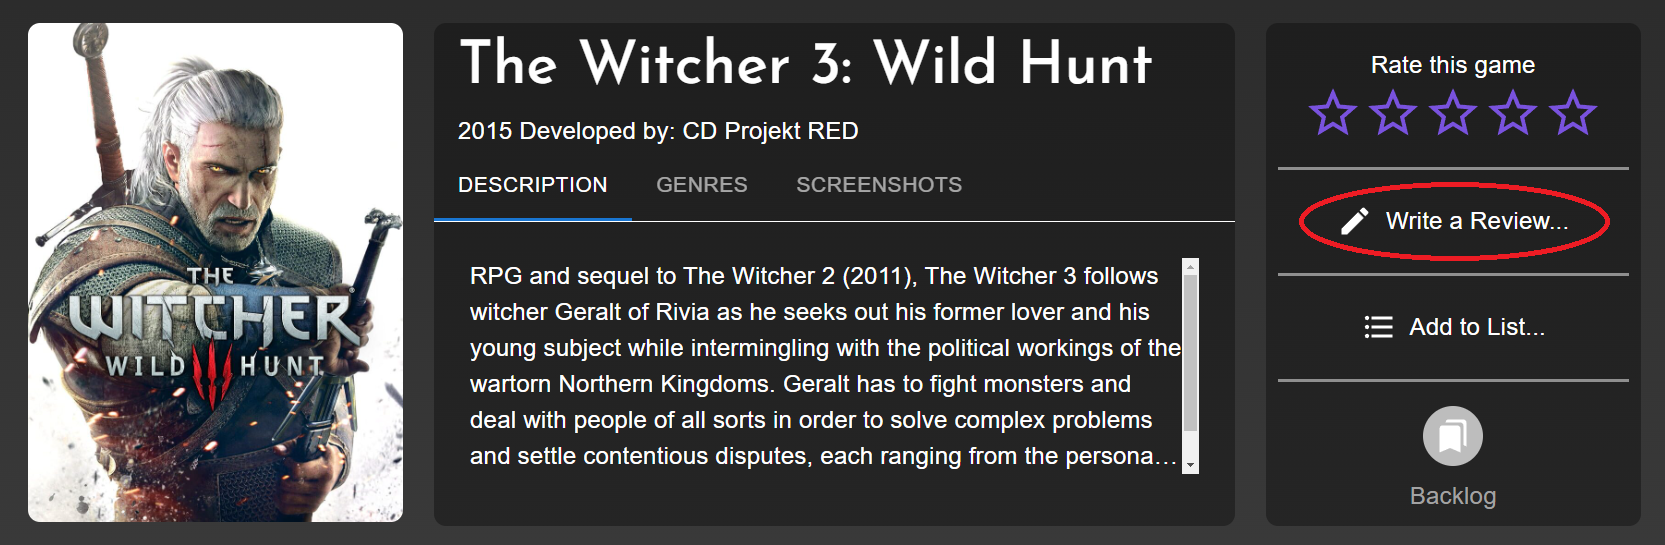 THE
WITCHER
WILD III HUNT
The Witcher 3: Wild Hunt
2015 Developed by: CD Projekt RED
DESCRIPTION GENRES SCREENSHOTS
RPG and sequel to The Witcher 2 (2011), The Witcher 3 follows
witcher Geralt of Rivia as he seeks out his former lover and his
young subject while intermingling with the political workings of the
wartorn Northern Kingdoms. Geralt has to fight monsters and
deal with people of all sorts in order to solve complex problems
and settle contentious disputes, each ranging from the persona...
Rate this game
Write a Review...
Add to List...
Backlog